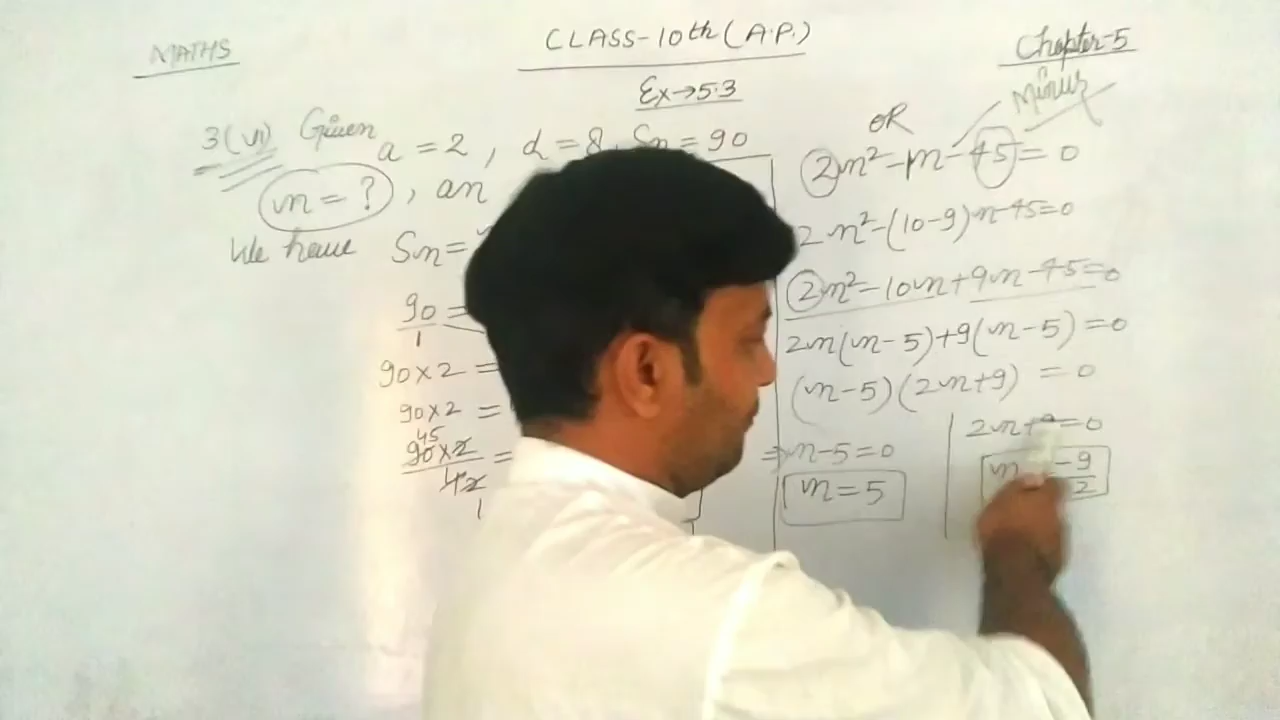 MATHS
CLASS-10th (A.P.)
Chapter-5
Ex→5.3
Minus
3(vi) Given a = 2, d = 8, Sn = 90
n = ?, an
We have Sn =
90/1 =
90×2 =
90×2 =
45
90×2/42 =
1
OR
2n²-n-45=0
2n²-(10-9)n-45=0
2n²-10n+9n-45=0
2n(n-5)+9(n-5)=0
(n-5)(2n+9) = 0
⇒ n-5=0
n=5
2n+9=0
n -9/2